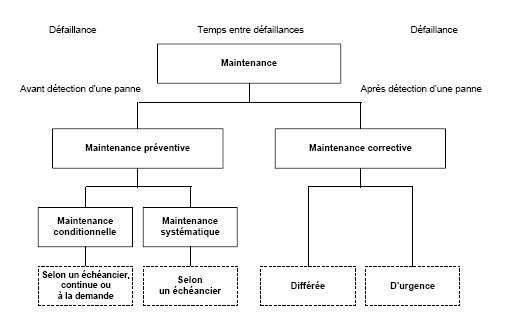 Défaillance
Temps entre défaillances
Défaillance
Maintenance
Avant détection d'une panne
Après détection d'une panne
Maintenance préventive
Maintenance corrective
Maintenance
conditionnelle
Maintenance
systématique
Selon un échéancier,
continue ou
à la demande
Selon
un échéancier
Différée
D'urgence